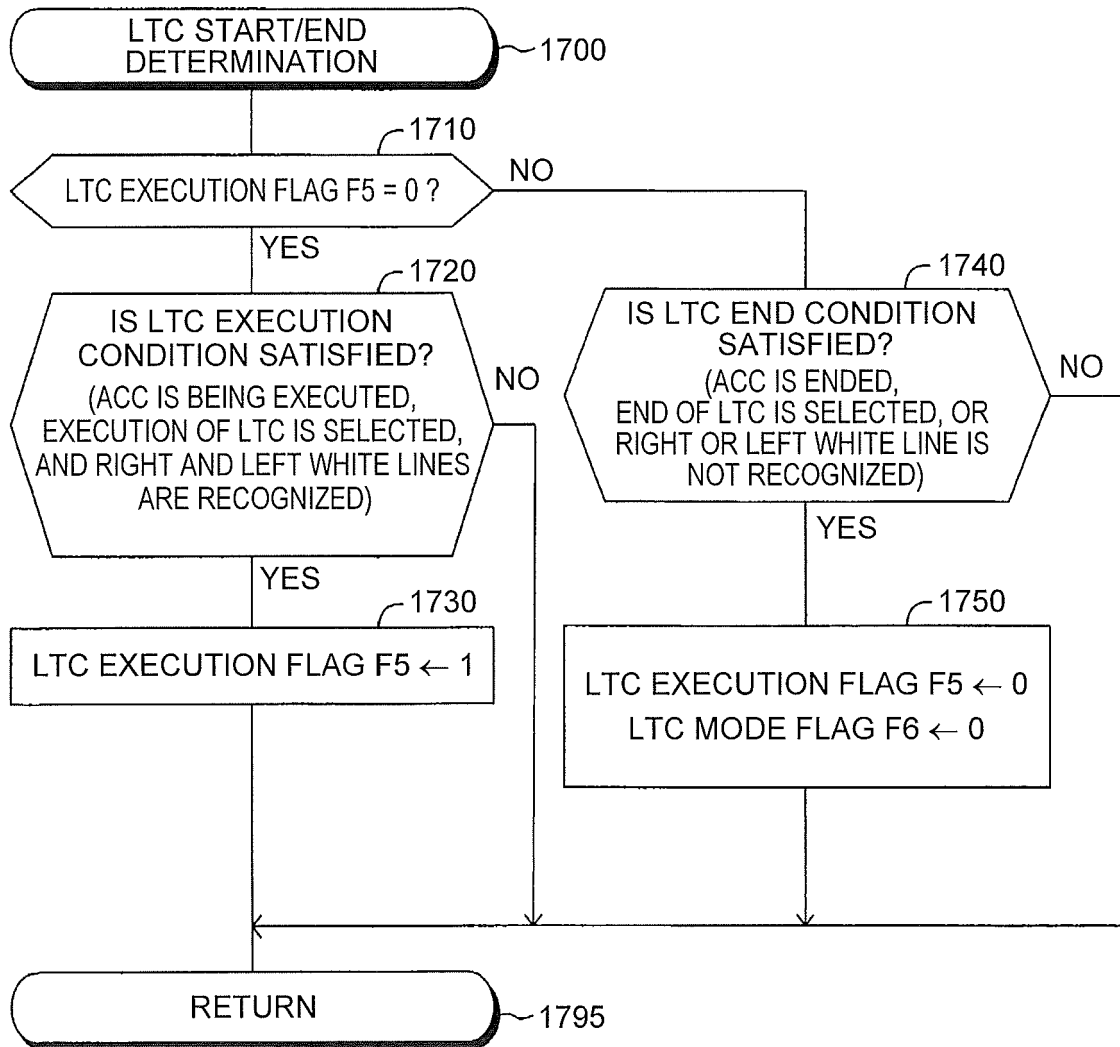 LTC START/END
DETERMINATION
1700
1710
LTC EXECUTION FLAG F5 = 0 ?
NO
YES
1720
IS LTC EXECUTION
CONDITION SATISFIED?
(ACC IS BEING EXECUTED,
EXECUTION OF LTC IS SELECTED,
AND RIGHT AND LEFT WHITE LINES
ARE RECOGNIZED)
NO
YES
1730
LTC EXECUTION FLAG F5 ← 1
1740
IS LTC END CONDITION
SATISFIED?
(ACC IS ENDED,
END OF LTC IS SELECTED, OR
RIGHT OR LEFT WHITE LINE IS
NOT RECOGNIZED)
NO
YES
1750
LTC EXECUTION FLAG F5 ← 0
LTC MODE FLAG F6 ← 0
RETURN
1795